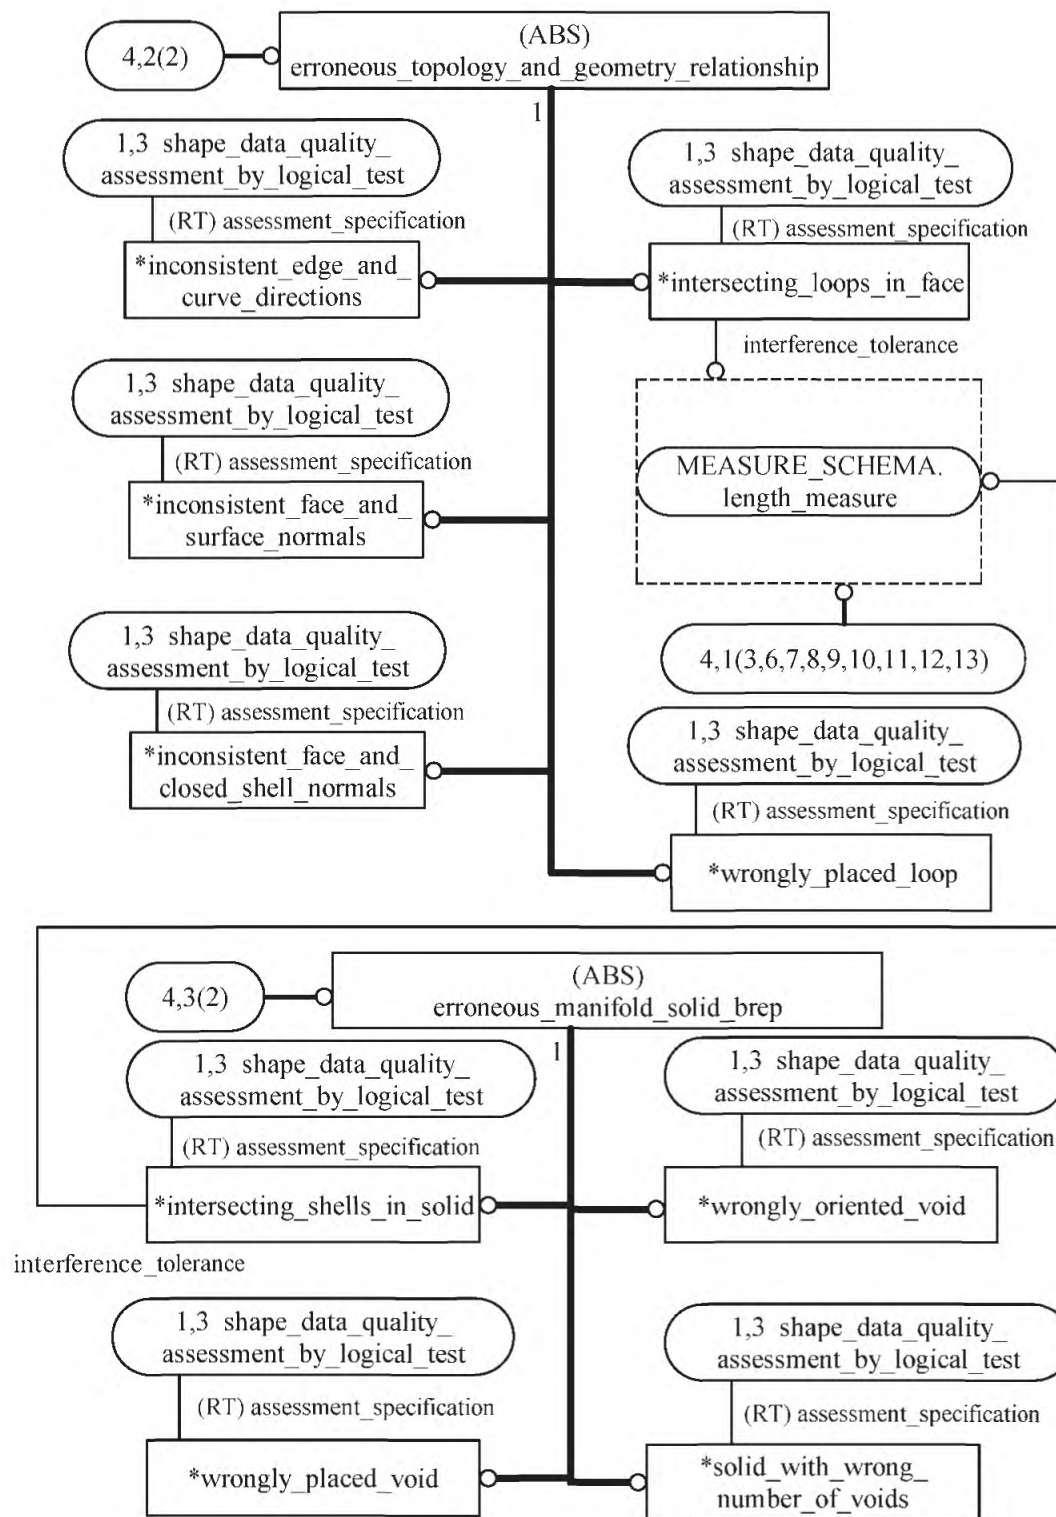 4,2(2)
(ABS)
erroneous_topology_and_geometry_relationship
1
1,3 shape_data_quality_
assessment_by_logical_test
(RT) assessment_specification
*inconsistent_edge_and_
curve_directions
1,3 shape_data_quality_
assessment_by_logical_test
(RT) assessment_specification
*intersecting_loops_in_face
interference_tolerance
1,3 shape_data_quality_
assessment_by_logical_test
(RT) assessment_specification
*inconsistent_face_and_
surface_normals
MEASURE_SCHEMA.
length_measure
4,1(3,6,7,8,9,10,11,12,13)
1,3 shape_data_quality_
assessment_by_logical_test
(RT) assessment_specification
*inconsistent_face_and_
closed_shell_normals
1,3 shape_data_quality_
assessment_by_logical_test
(RT) assessment_specification
*wrongly_placed_loop
4,3(2)
(ABS)
erroneous_manifold_solid_brep
1
1,3 shape_data_quality_
assessment_by_logical_test
(RT) assessment_specification
*intersecting_shells_in_solid
interference_tolerance
1,3 shape_data_quality_
assessment_by_logical_test
(RT) assessment_specification
*wrongly_oriented_void
1,3 shape_data_quality_
assessment_by_logical_test
(RT) assessment_specification
*wrongly_placed_void
1,3 shape_data_quality_
assessment_by_logical_test
(RT) assessment_specification
*solid_with_wrong_
number_of_voids